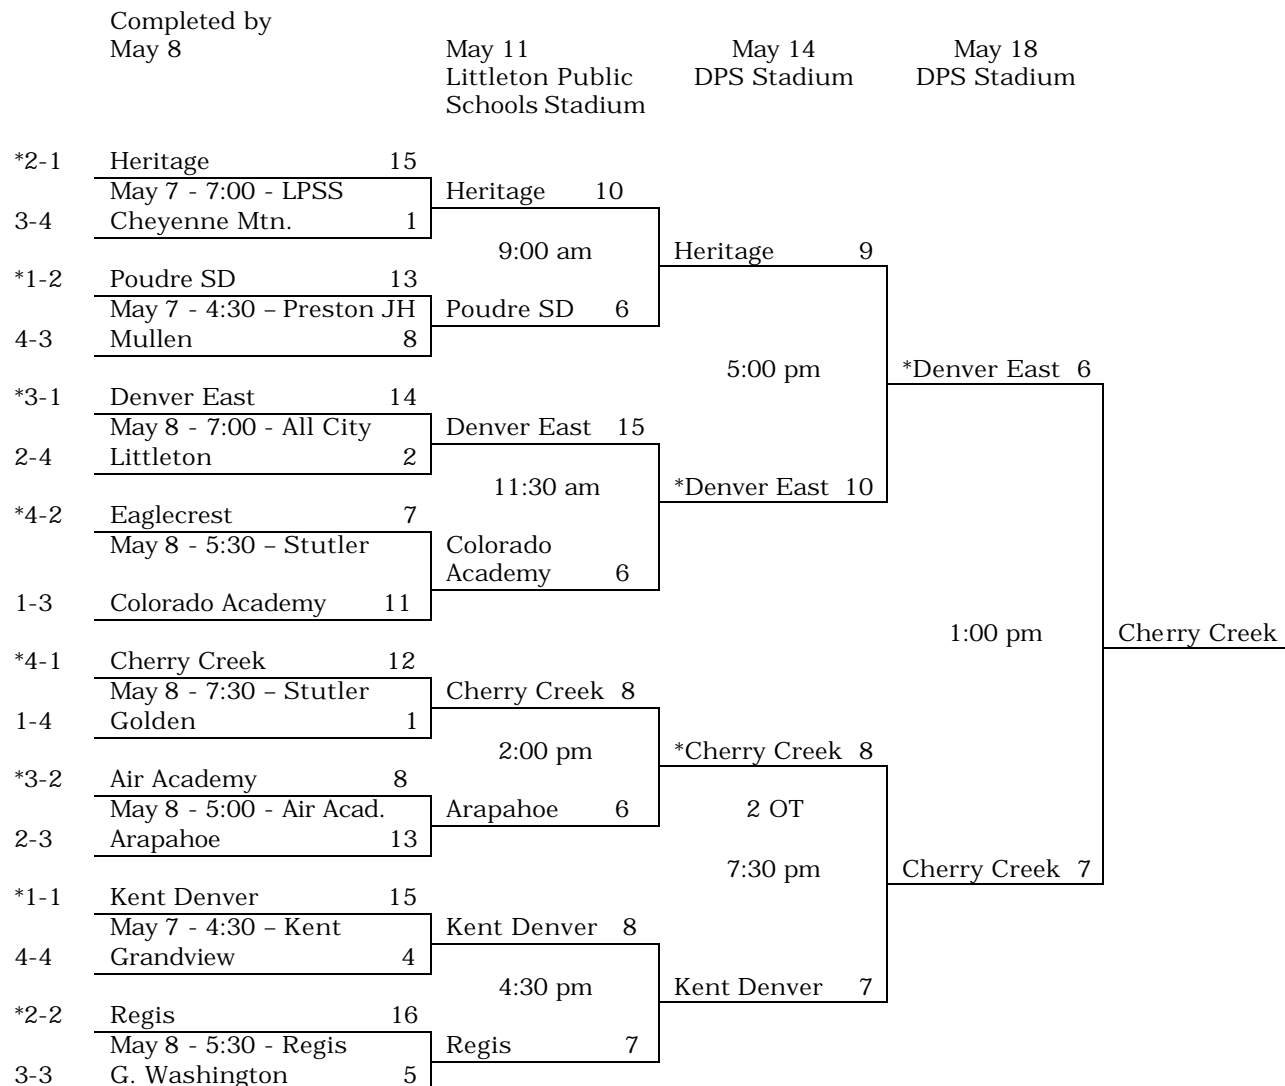 Completed by
May 8 May 11 May 14 May 18
Littleton Public DPS Stadium DPS Stadium
Schools Stadium
*2-1 Heritage 15
May 7 - 7:00 - LPSS Heritage 10
3-4 Cheyenne Mtn. 1
9:00 am Heritage 9
*1-2 Poudre SD 13
May 7 - 4:30 – Preston JH Poudre SD 6
4-3 Mullen 8
5:00 pm *Denver East 6
*3-1 Denver East 14
May 8 - 7:00 - All City Denver East 15
2-4 Littleton 2
11:30 am *Denver East 10
*4-2 Eaglecrest 7
May 8 - 5:30 – Stutler Colorado
Academy 6
1-3 Colorado Academy 11
1:00 pm Cherry Creek
*4-1 Cherry Creek 12
May 8 - 7:30 – Stutler Cherry Creek 8
1-4 Golden 1
2:00 pm *Cherry Creek 8
*3-2 Air Academy 8
May 8 - 5:00 - Air Acad. Arapahoe 6 2 OT
2-3 Arapahoe 13
7:30 pm Cherry Creek 7
*1-1 Kent Denver 15
May 7 - 4:30 – Kent Kent Denver 8
4-4 Grandview 4
4:30 pm Kent Denver 7
*2-2 Regis 16
May 8 - 5:30 - Regis Regis 7
3-3 G. Washington 5